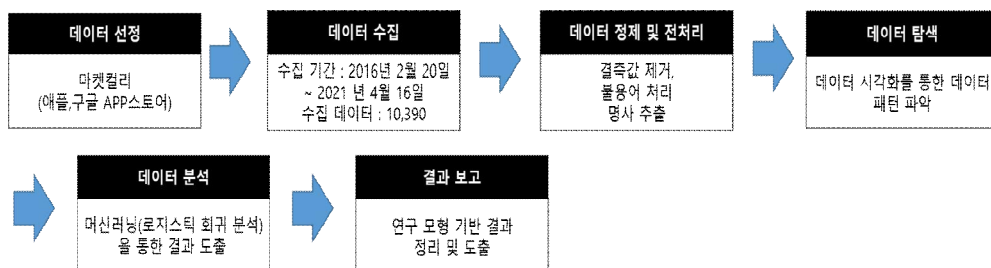 데이터 선정
마켓컬리
(애플,구글 APP스토어)
데이터 수집
수집 기간 : 2016년 2월 20일
~ 2021 년 4월 16일
수집 데이터 : 10,390
데이터 정제 및 전처리
결측값 제거,
불용어 처리
명사 추출
데이터 탐색
데이터 시각화를 통한 데이터
패턴 파악
데이터 분석
머신러닝(로지스틱 회귀 분석)
을 통한 결과 도출
결과 보고
연구 모형 기반 결과
정리 및 도출